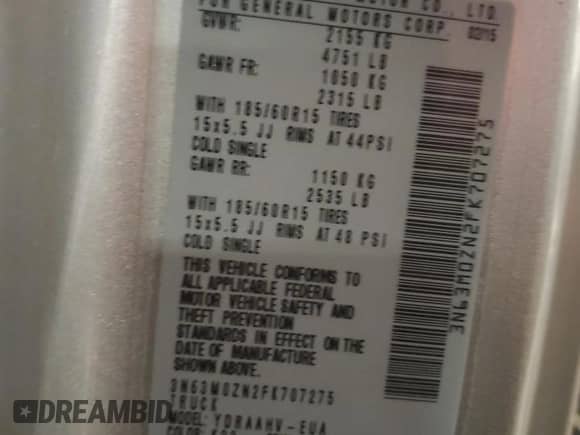 CO., LTD.
FOR GENERAL MOTORS CORP. 02/15
GVWR: 2155 KG
4751 LB
GAWR FR: 1050 KG
2315 LB
WITH 185/60R15 TIRES
15x5.5 JJ RIMS AT 44PSI
COLD SINGLE
GAWR RR: 1150 KG
2535 LB
WITH 185/60R15 TIRES
15x5.5 JJ RIMS AT 48 PSI
COLD SINGLE
THIS VEHICLE CONFORMS TO
ALL APPLICABLE FEDERAL
MOTOR VEHICLE SAFETY AND
THEFT PREVENTION
STANDARDS IN EFFECT ON THE
DATE OF MANUFACTURE
SHOWN ABOVE.
3N63M0ZN2FK707275
TRUCK
MODEL: YDRAAHV-EUA
3N63M0ZN2FK707275
DREAMBID